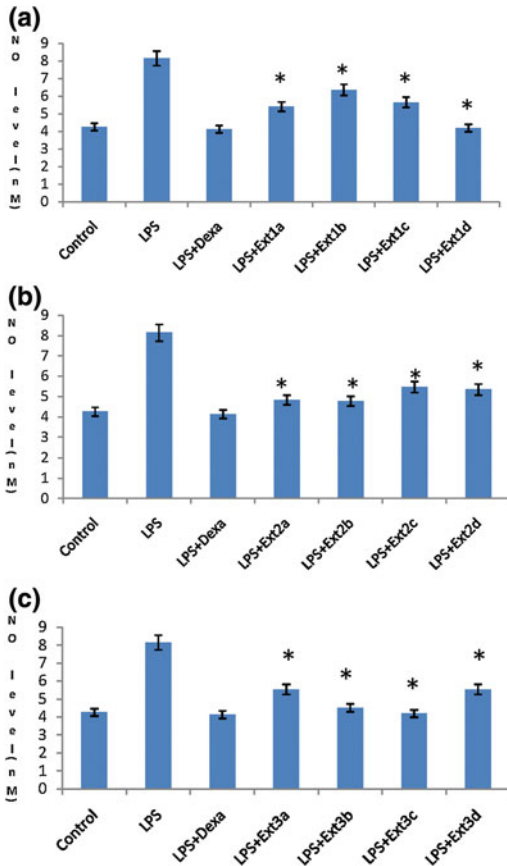 (a)
NO level(nM)
9
8
7
6
5
4
3
2
1
0
* * * *
Control LPS LPS+Dexa LPS+Ext1a LPS+Ext1b LPS+Ext1c LPS+Ext1d
(b)
NO level(nM)
9
8
7
6
5
4
3
2
1
0
* * * *
Control LPS LPS+Dexa LPS+Ext2a LPS+Ext2b LPS+Ext2c LPS+Ext2d
(c)
NO level(nM)
9
8
7
6
5
4
3
2
1
0
* * * *
Control LPS LPS+Dexa LPS+Ext3a LPS+Ext3b LPS+Ext3c LPS+Ext3d